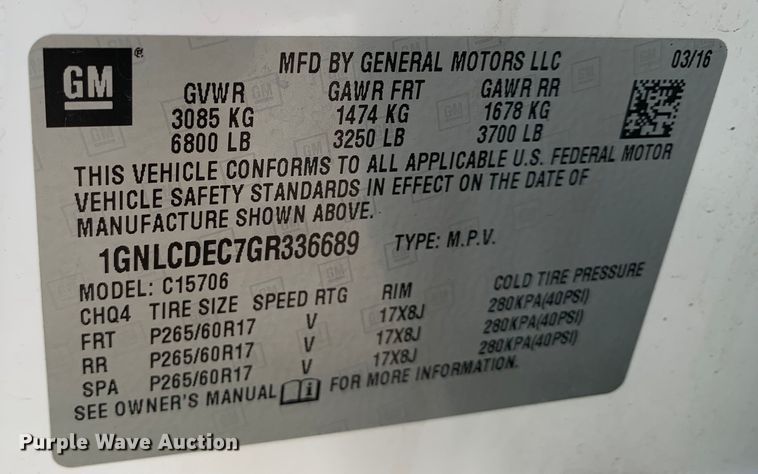 GM ®
MFD BY GENERAL MOTORS LLC 03/16
GVWR GAWR FRT GAWR RR
3085 KG 1474 KG 1678 KG
6800 LB 3250 LB 3700 LB
THIS VEHICLE CONFORMS TO ALL APPLICABLE U.S. FEDERAL MOTOR
VEHICLE SAFETY STANDARDS IN EFFECT ON THE DATE OF
MANUFACTURE SHOWN ABOVE.
1GNLCDEC7GR336689 TYPE: M.P.V.
MODEL: C15706
CHQ4 TIRE SIZE SPEED RTG RIM COLD TIRE PRESSURE
FRT P265/60R17 V 17X8J 280KPA(40PSI)
RR P265/60R17 V 17X8J 280KPA(40PSI)
SPA P265/60R17 V 17X8J 280KPA(40PSI)
SEE OWNER'S MANUAL i FOR MORE INFORMATION.
Purple Wave Auction